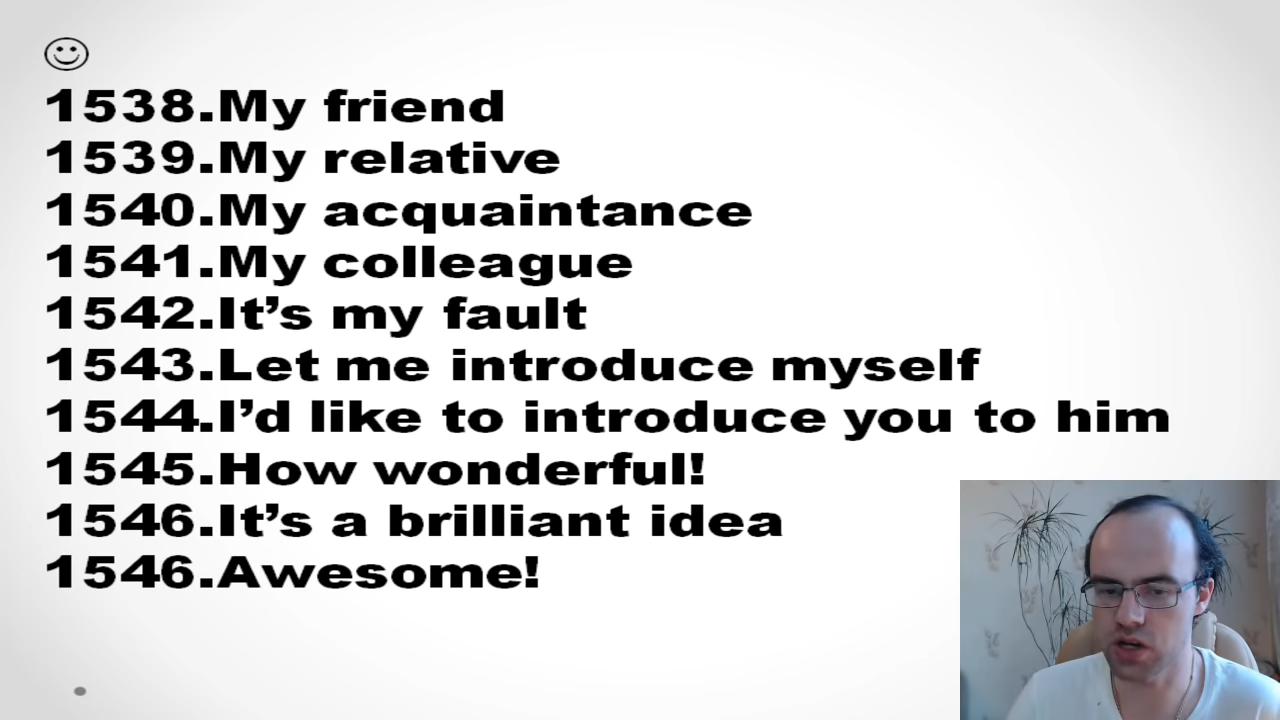 1538.My friend
1539.My relative
1540.My acquaintance
1541.My colleague
1542.It’s my fault
1543.Let me introduce myself
1544.I’d like to introduce you to him
1545.How wonderful!
1546.It’s a brilliant idea
1546.Awesome!